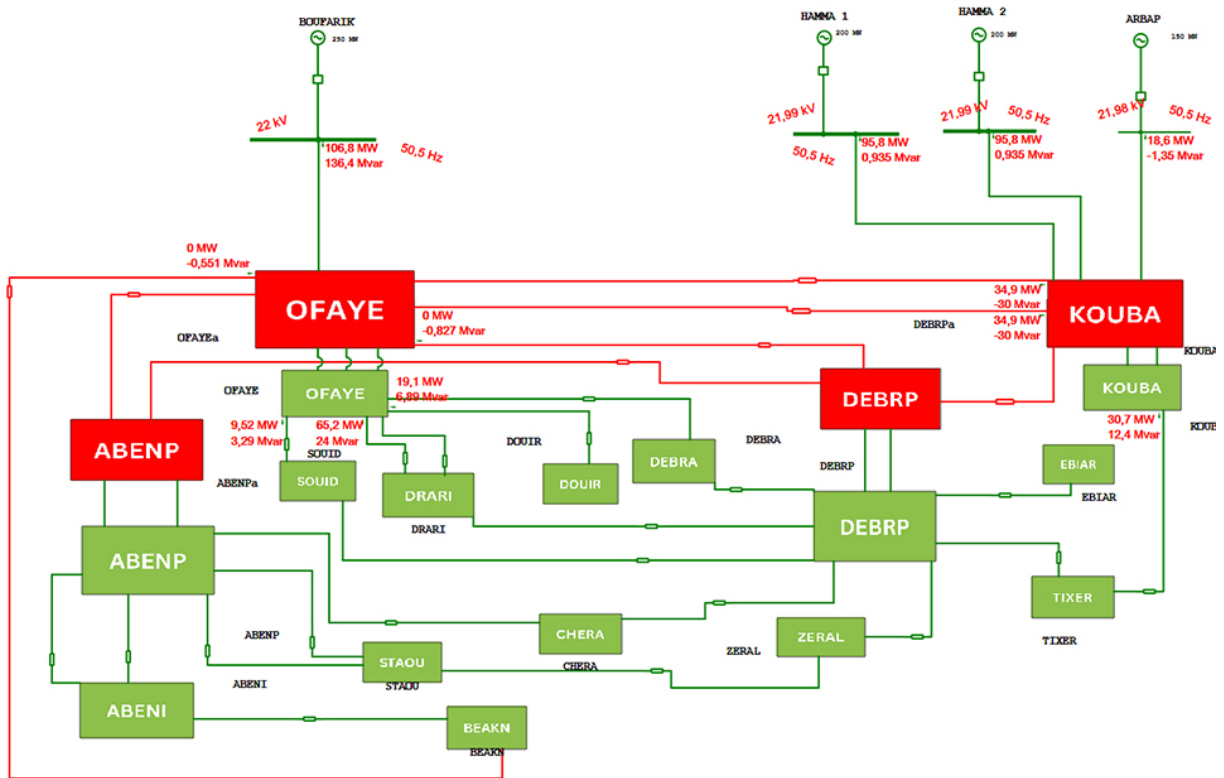 BOUFARIK
250 MW
HAMMA 1
200 MW
HAMMA 2
200 MW
ARBAP
150 MW
22 kV
106,8 MW
136,4 Mvar
50,5 Hz
21,99 kV
50,5 Hz
95,8 MW
0,935 Mvar
21,99 kV
50,5 Hz
95,8 MW
0,935 Mvar
21,98 kV
50,5 Hz
18,6 MW
-1,35 Mvar
0 MW
-0,551 Mvar
OFAYE
0 MW
-0,827 Mvar
34,9 MW
-30 Mvar
34,9 MW
-30 Mvar
KOUBA
OFAYEa
DEBRPa
KOUBA
OFAYE
OFAYE
19,1 MW
6,89 Mvar
DEBRP
KOUBA
30,7 MW
12,4 Mvar
KOUB
9,52 MW
3,29 Mvar
65,2 MW
24 Mvar
ABENP
SOUID
DOUIR
DEBRA
DEBRA
DEBRP
EBIAR
EBIAR
ABENPa
SOUID
DRARI
DRARI
DOUIR
DEBRP
ABENP
TIXER
TIXER
CHERA
CHERA
ZERAL
ZERAL
ABENP
STAOU
STAOU
ABENI
ABENI
BEAKN
BEAKN